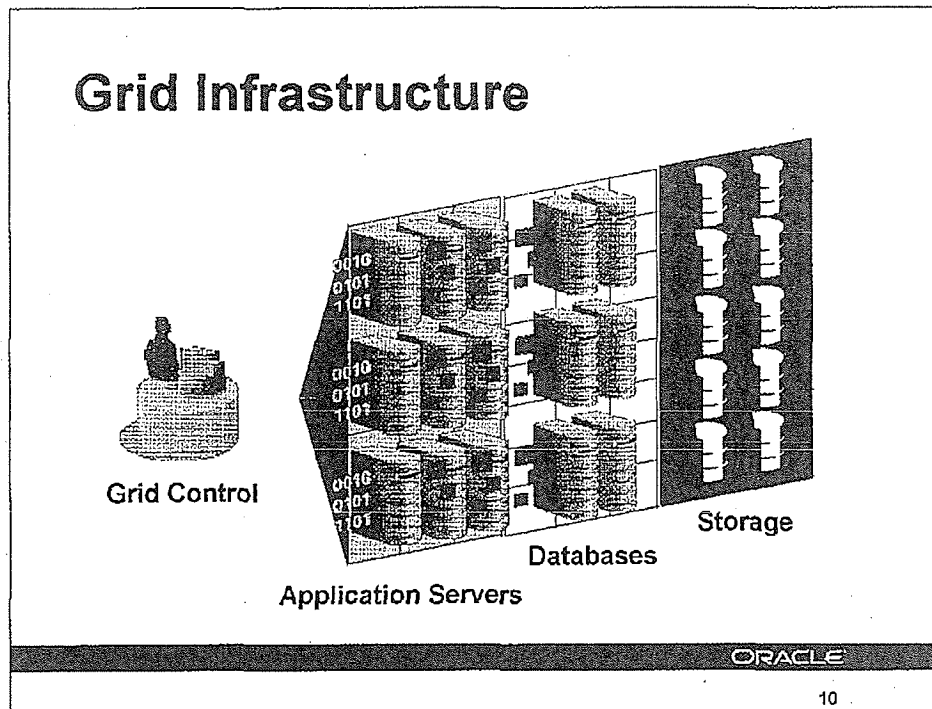 Grid Infrastructure
0010
0101
1101
0010
0101
1101
0010
0101
1101
Grid Control
Storage
Databases
Application Servers
ORACLE
10